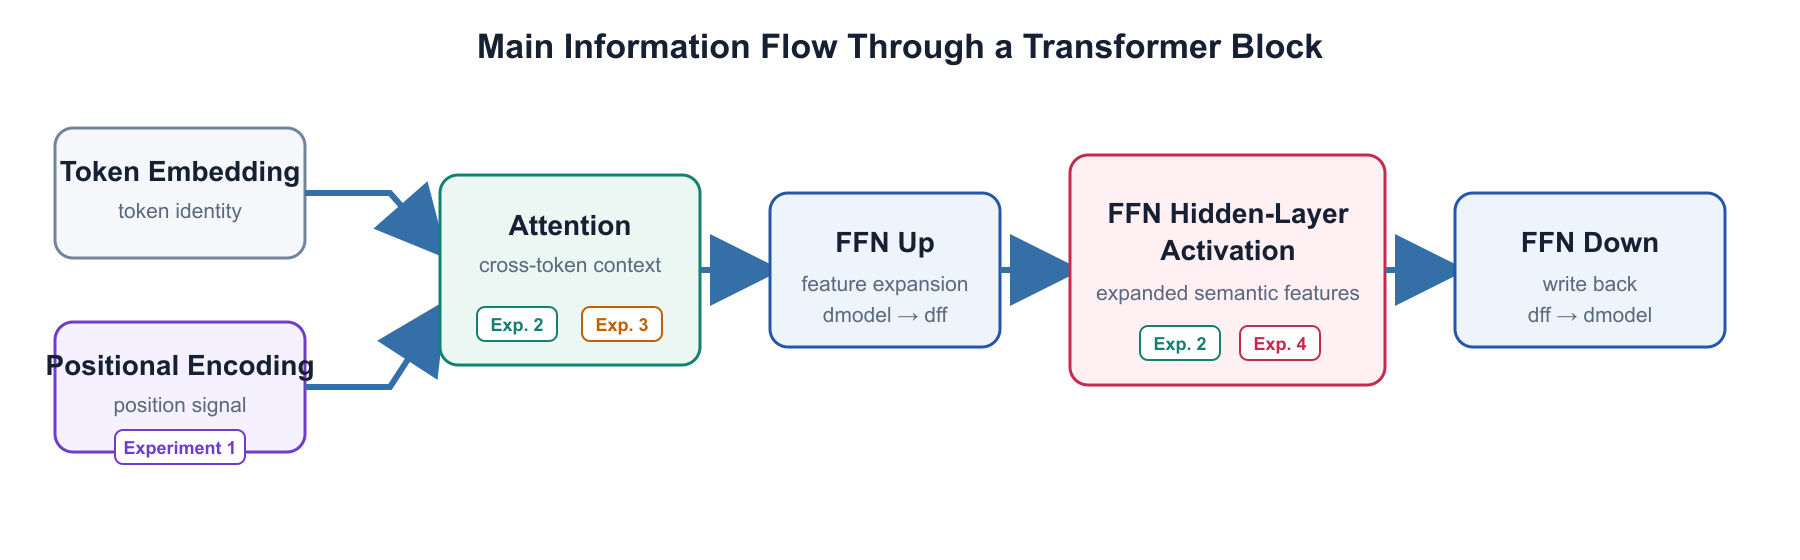 Main Information Flow Through a Transformer Block
Token Embedding
token identity
Positional Encoding
position signal
Experiment 1
Attention
cross-token context
Exp. 2
Exp. 3
FFN Up
feature expansion
dmodel → dff
FFN Hidden-Layer
Activation
expanded semantic features
Exp. 2
Exp. 4
FFN Down
write back
dff → dmodel